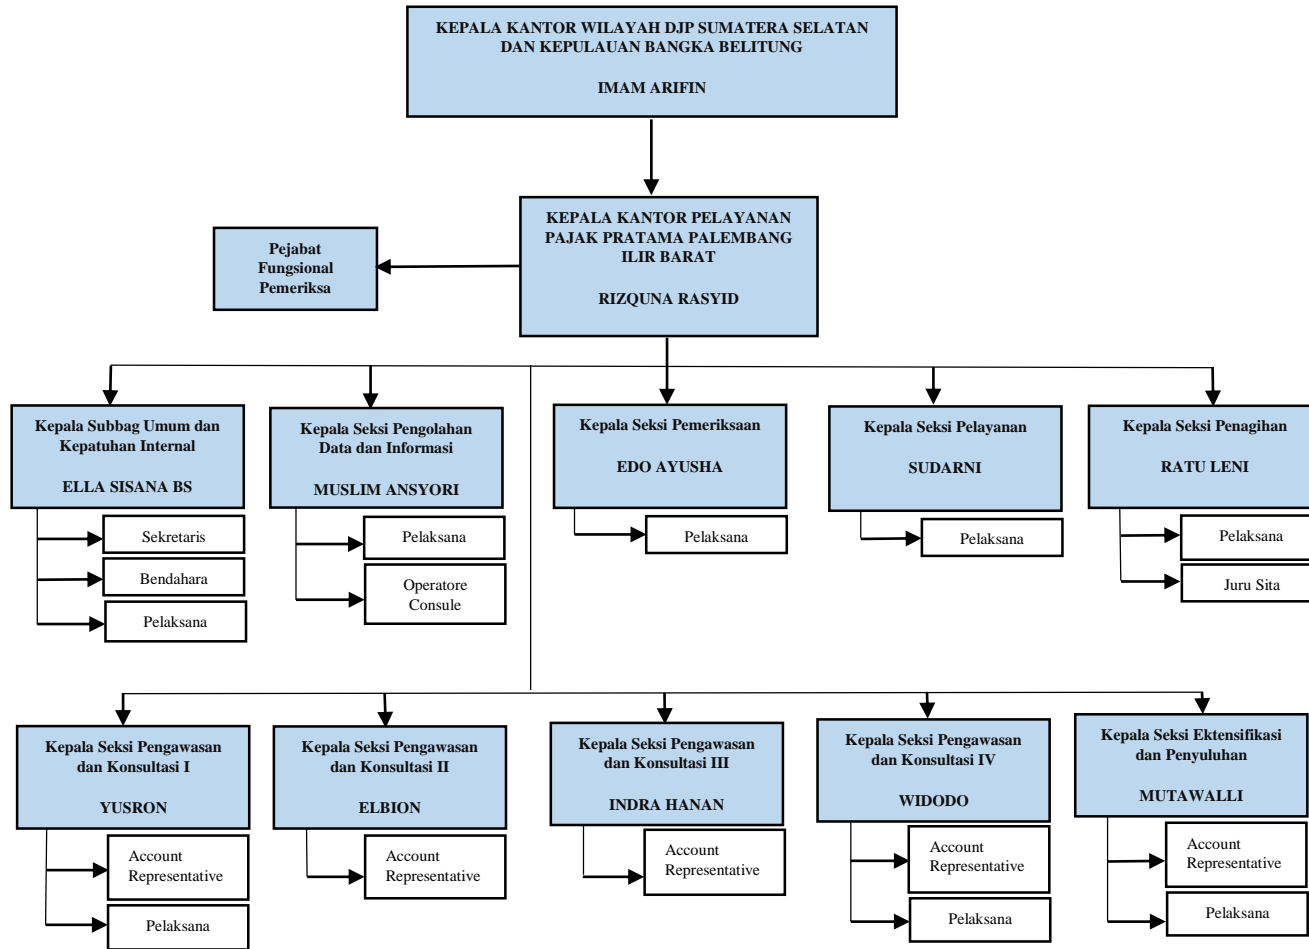 KEPALA KANTOR WILAYAH DJP SUMATERA SELATAN
DAN KEPULAUAN BANGKA BELITUNG
IMAM ARIFIN
KEPALA KANTOR PELAYANAN
PAJAK PRATAMA PALEMBANG
ILIR BARAT
RIZQUNA RASYID
Pejabat
Fungsional
Pemeriksa
Kepala Subbag Umum dan
Kepatuhan Internal
ELLA SISANA BS
Sekretaris
Bendahara
Pelaksana
Kepala Seksi Pengolahan
Data dan Informasi
MUSLIM ANSYORI
Pelaksana
Operatore
Consule
Kepala Seksi Pemeriksaan
EDO AYUSHA
Pelaksana
Kepala Seksi Pelayanan
SUDARNI
Pelaksana
Kepala Seksi Penagihan
RATU LENI
Pelaksana
Juru Sita
Kepala Seksi Pengawasan
dan Konsultasi I
YUSRON
Account
Representative
Pelaksana
Kepala Seksi Pengawasan
dan Konsultasi II
ELBION
Account
Representative
Kepala Seksi Pengawasan
dan Konsultasi III
INDRA HANAN
Account
Representative
Kepala Seksi Pengawasan
dan Konsultasi IV
WIDODO
Account
Representative
Pelaksana
Kepala Seksi Ektensifikasi
dan Penyuluhan
MUTAWALLI
Account
Representative
Pelaksana